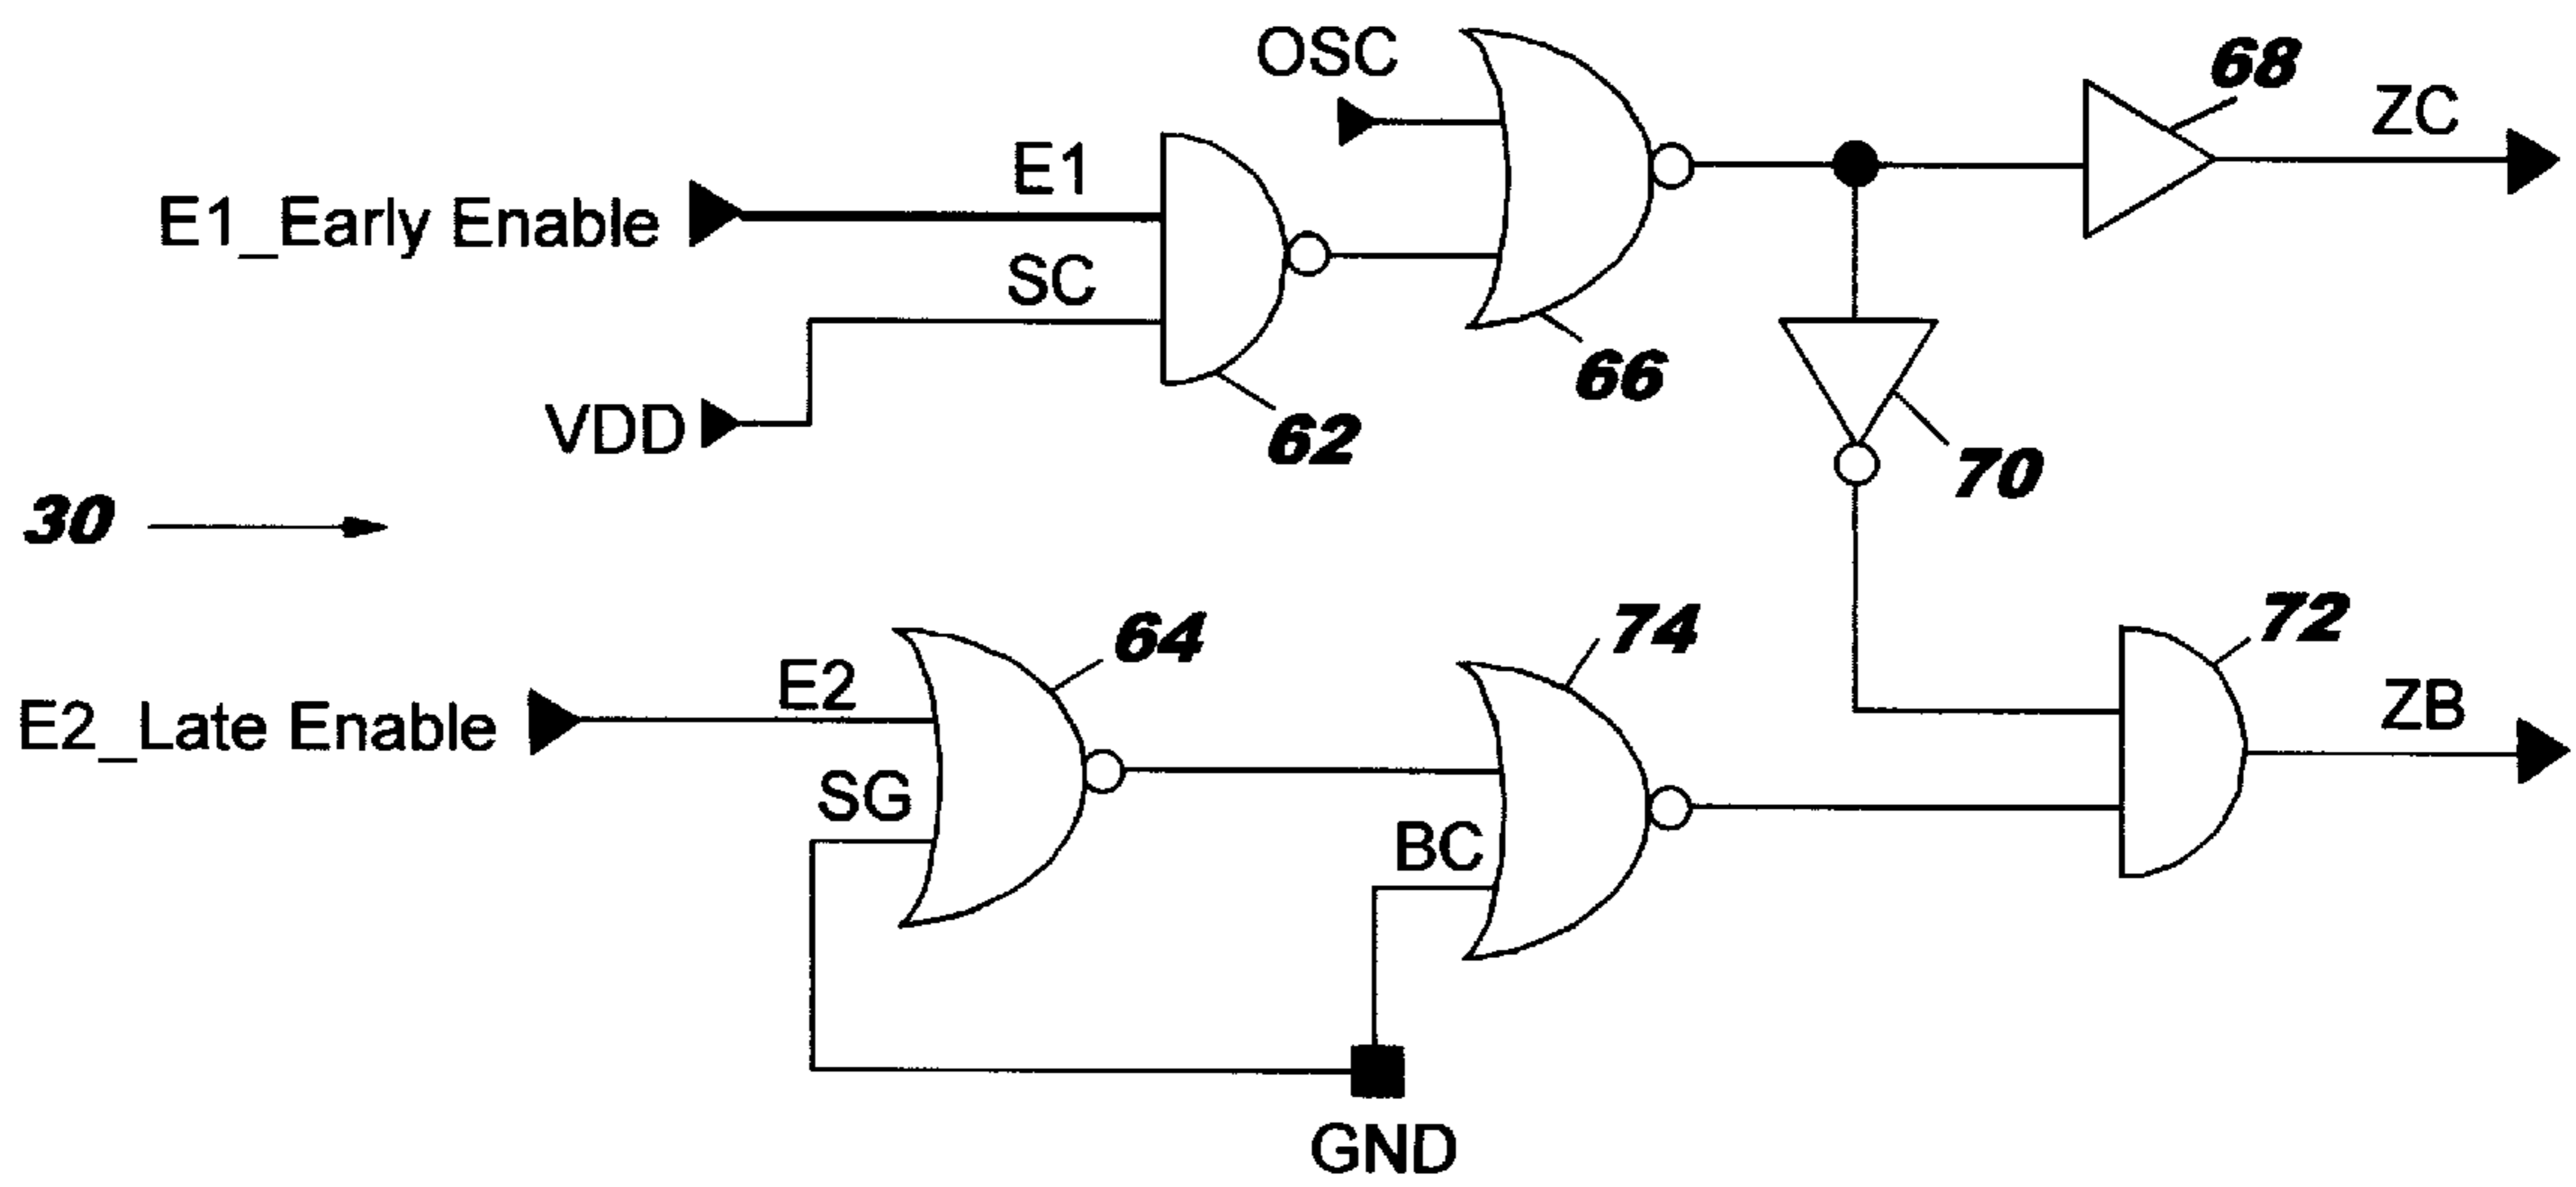 OSC
68
ZC
E1
E1_Early Enable
SC
66
VDD
62
70
30
64
74
72
E2
E2_Late Enable
ZB
SG
BC
GND